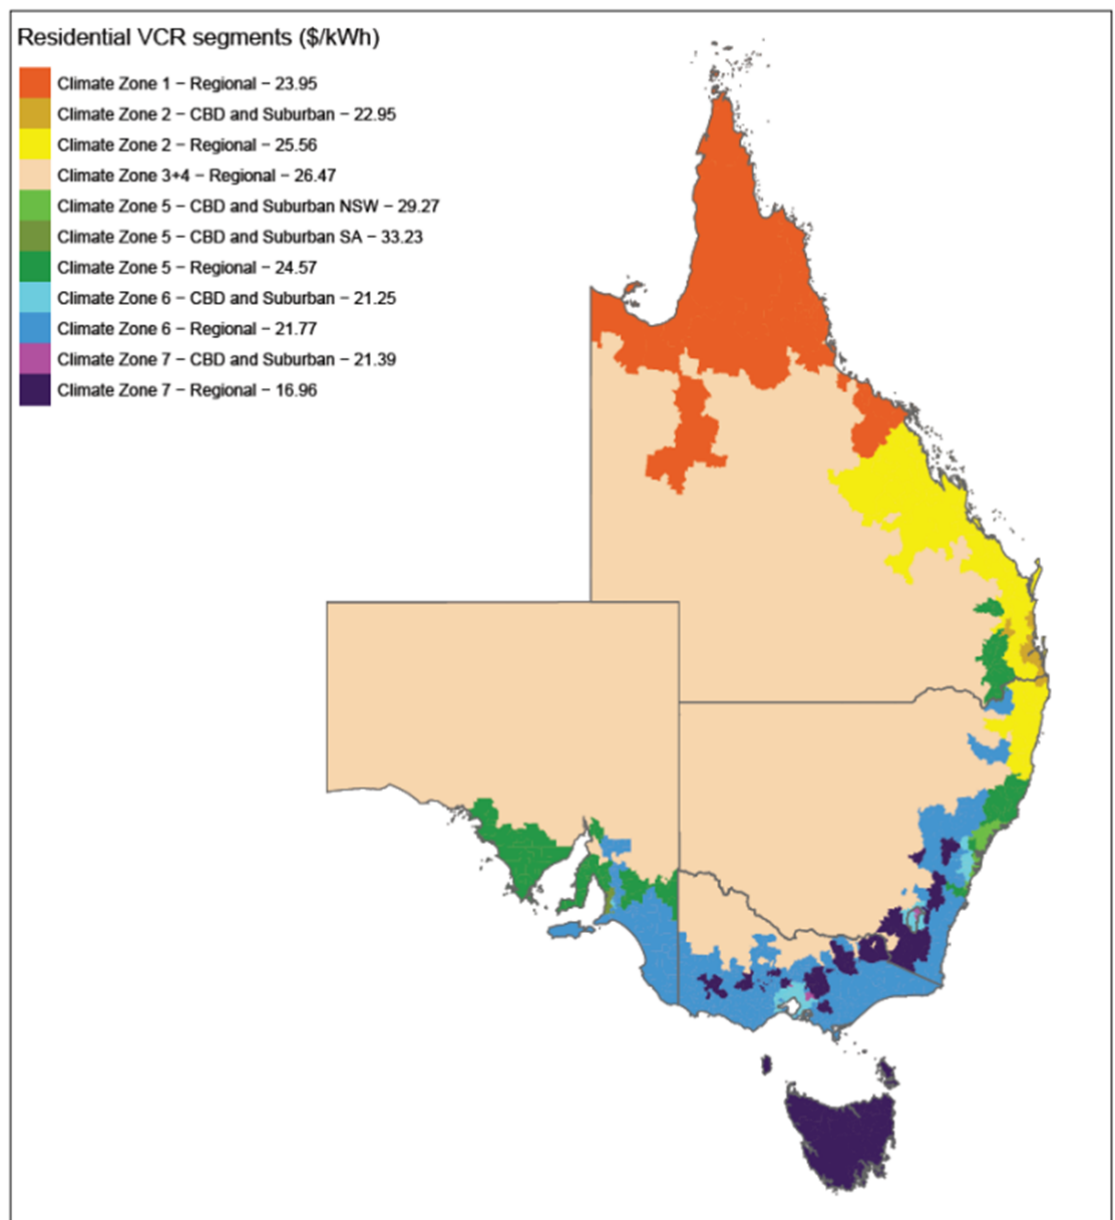 Residential VCR segments ($/kWh)
Climate Zone 1 − Regional − 23.95
Climate Zone 2 − CBD and Suburban − 22.95
Climate Zone 2 − Regional − 25.56
Climate Zone 3+4 − Regional − 26.47
Climate Zone 5 − CBD and Suburban NSW − 29.27
Climate Zone 5 − CBD and Suburban SA − 33.23
Climate Zone 5 − Regional − 24.57
Climate Zone 6 − CBD and Suburban − 21.25
Climate Zone 6 − Regional − 21.77
Climate Zone 7 − CBD and Suburban − 21.39
Climate Zone 7 − Regional − 16.96